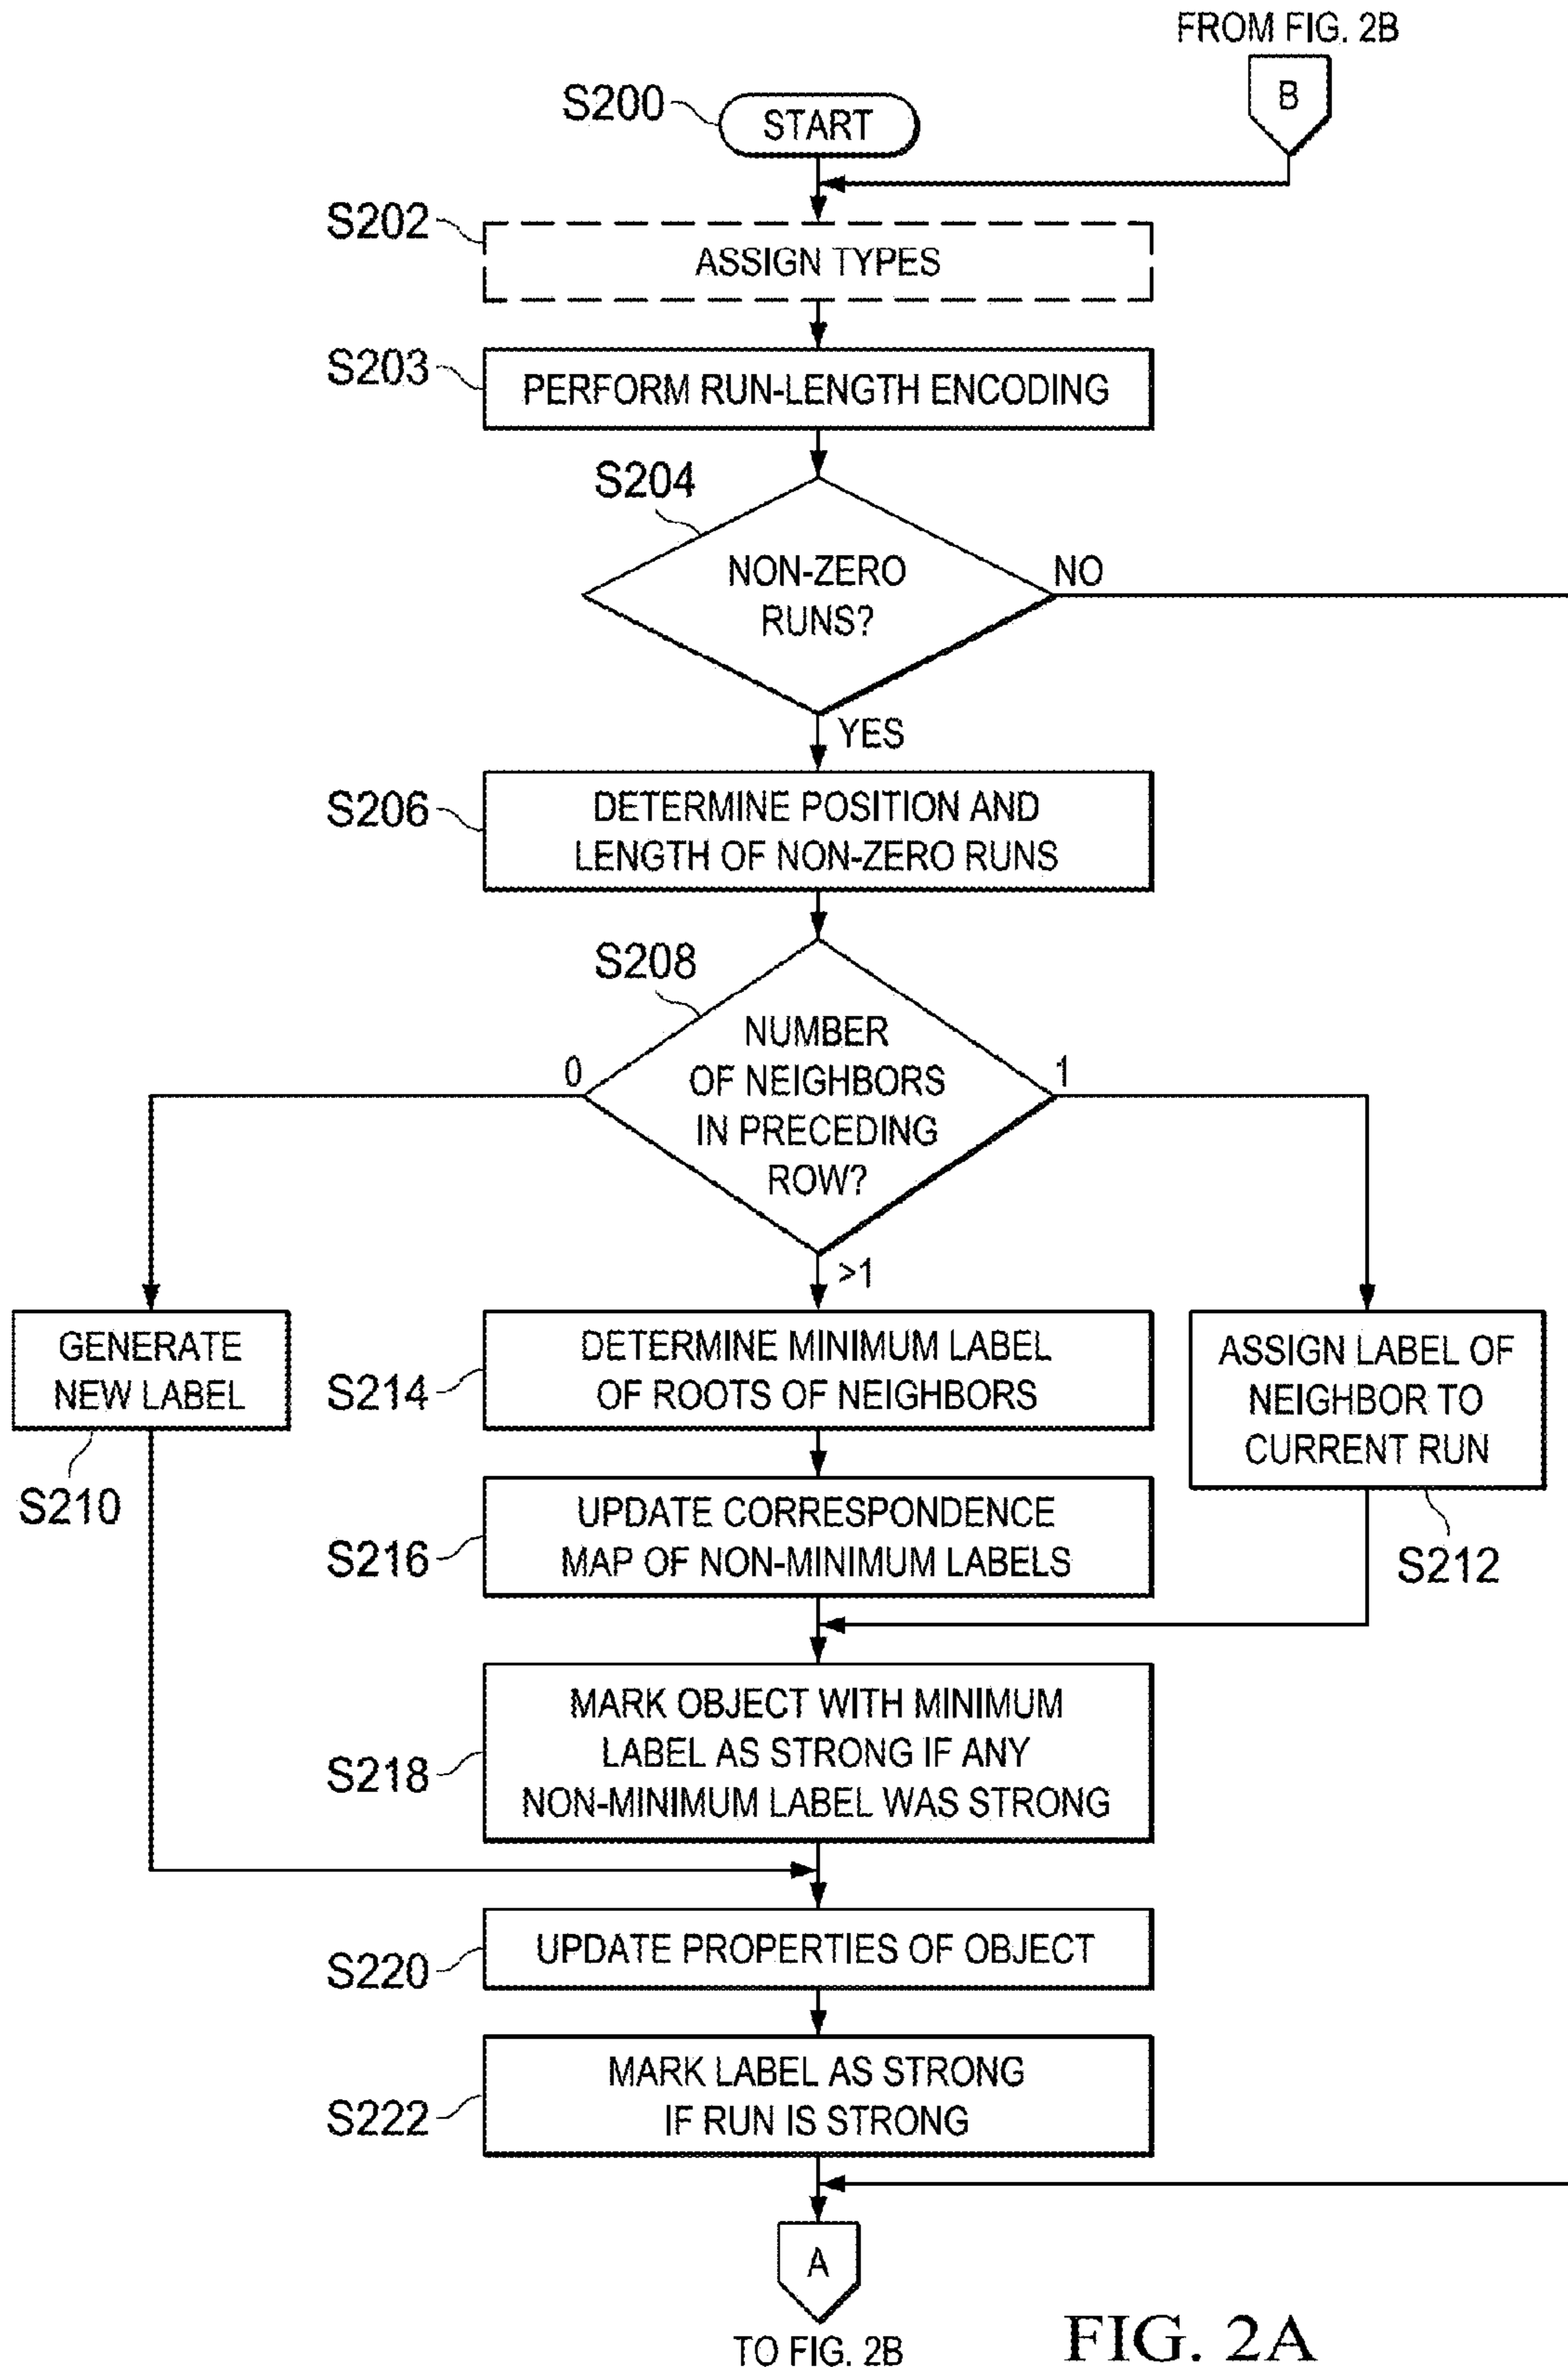 FROM FIG. 2B
B
S200
START
S202
ASSIGN TYPES
S203
PERFORM RUN-LENGTH ENCODING
S204
NON-ZERO
RUNS?
NO
YES
S206
DETERMINE POSITION AND
LENGTH OF NON-ZERO RUNS
S208
NUMBER
OF NEIGHBORS
IN PRECEDING
ROW?
0
1
>1
GENERATE
NEW LABEL
S210
S214
DETERMINE MINIMUM LABEL
OF ROOTS OF NEIGHBORS
ASSIGN LABEL OF
NEIGHBOR TO
CURRENT RUN
S212
S216
UPDATE CORRESPONDENCE
MAP OF NON-MINIMUM LABELS
S218
MARK OBJECT WITH MINIMUM
LABEL AS STRONG IF ANY
NON-MINIMUM LABEL WAS STRONG
S220
UPDATE PROPERTIES OF OBJECT
S222
MARK LABEL AS STRONG
IF RUN IS STRONG
A
TO FIG. 2B
FIG. 2A